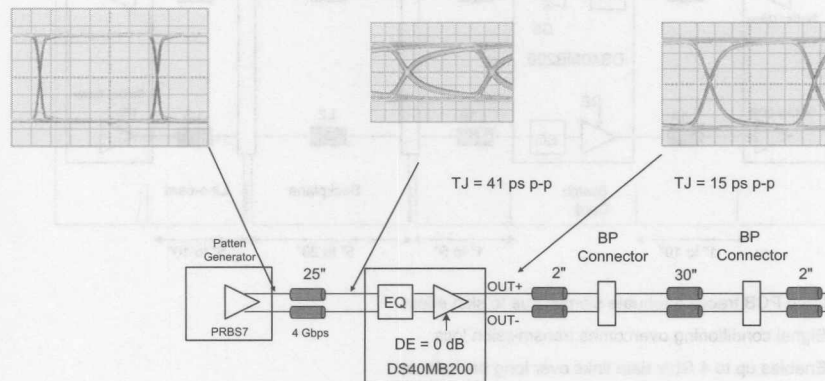 TJ = 41 ps p-p
TJ = 15 ps p-p
Patten
Generator
PRBS7
25"
4 Gbps
EQ
DE = 0 dB
DS40MB200
OUT+
OUT-
2"
BP
Connector
30"
BP
Connector
2"